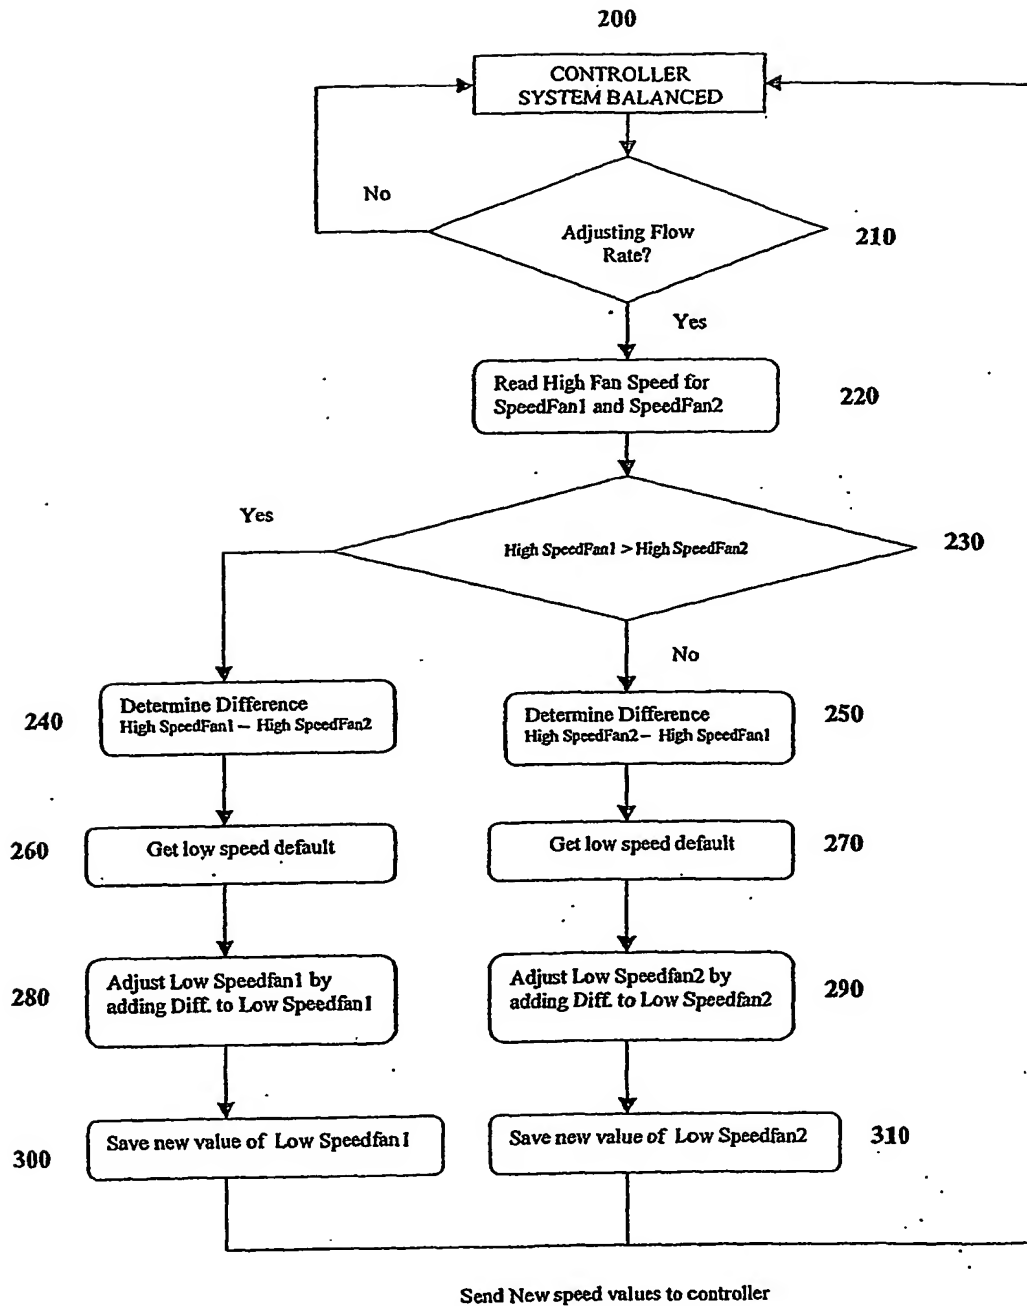 200
CONTROLLER
SYSTEM BALANCED
No
Adjusting Flow
Rate?
210
Yes
Read High Fan Speed for
SpeedFan1 and SpeedFan2
220
Yes
High SpeedFan1 > High SpeedFan2
230
No
240
Determine Difference
High SpeedFan1 – High SpeedFan2
Determine Difference
High SpeedFan2 – High SpeedFan1
250
260
Get low speed default
Get low speed default
270
280
Adjust Low Speedfan1 by
adding Diff. to Low Speedfan1
Adjust Low Speedfan2 by
adding Diff. to Low Speedfan2
290
300
Save new value of Low Speedfan1
Save new value of Low Speedfan2
310
Send New speed values to controller